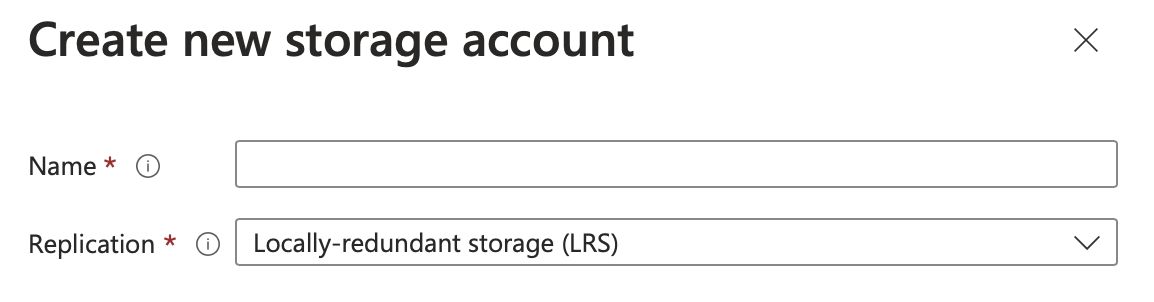 Create new storage account
Name *
Replication * Locally-redundant storage (LRS)